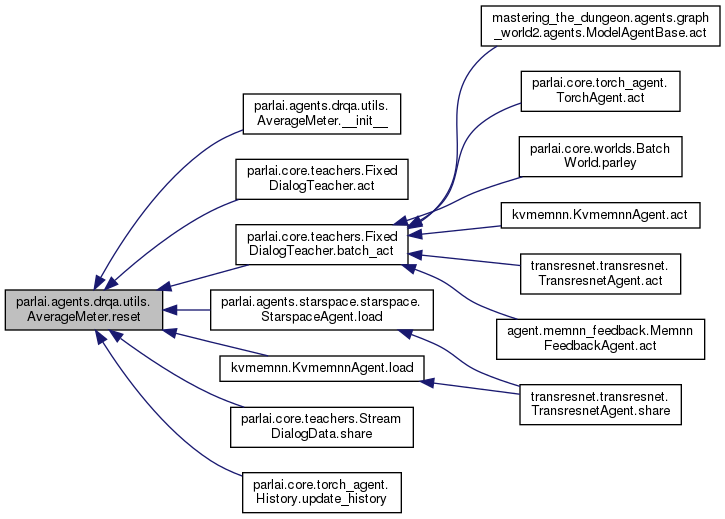 parlai.agents.drqa.utils.
AverageMeter.reset
parlai.agents.drqa.utils.
AverageMeter.__init__
parlai.core.teachers.Fixed
DialogTeacher.act
parlai.core.teachers.Fixed
DialogTeacher.batch_act
parlai.agents.starspace.starspace.
StarspaceAgent.load
kvmemnn.KvmemnnAgent.load
parlai.core.teachers.Stream
DialogData.share
parlai.core.torch_agent.
History.update_history
mastering_the_dungeon.agents.graph
_world2.agents.ModelAgentBase.act
parlai.core.torch_agent.
TorchAgent.act
parlai.core.worlds.Batch
World.parley
kvmemnn.KvmemnnAgent.act
transresnet.transresnet.
TransresnetAgent.act
agent.memnn_feedback.Memnn
FeedbackAgent.act
transresnet.transresnet.
TransresnetAgent.share